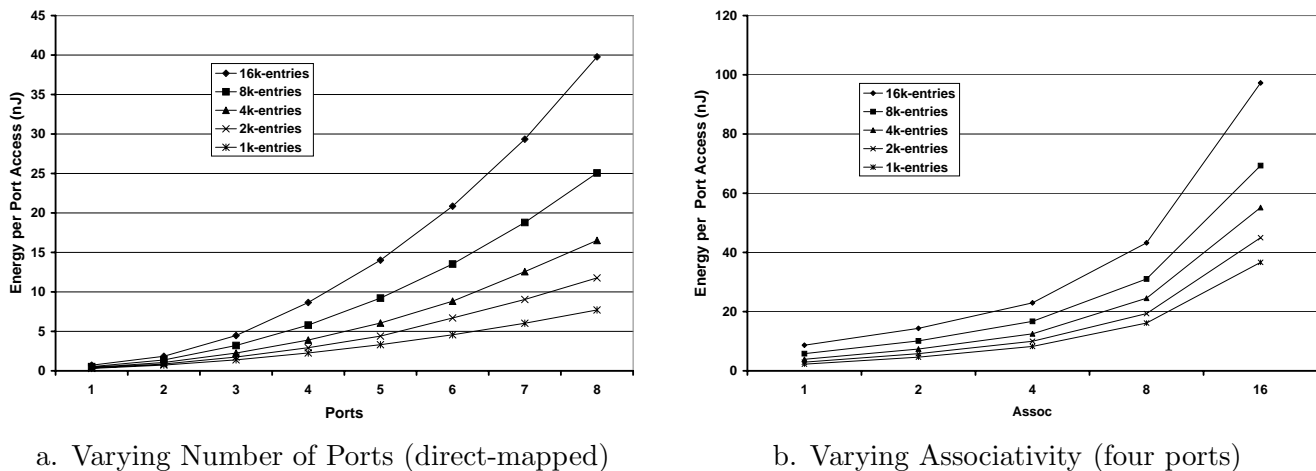 45
40
35
30
25
20
15
10
5
0
Energy per Port Access (nJ)
16k-entries
8k-entries
4k-entries
2k-entries
1k-entries
1 2 3 4 5 6 7 8
Ports
a. Varying Number of Ports (direct-mapped)
120
100
80
60
40
20
0
Energy per Port Access (nJ)
16k-entries
8k-entries
4k-entries
2k-entries
1k-entries
1 2 4 8 16
Assoc
b. Varying Associativity (four ports)